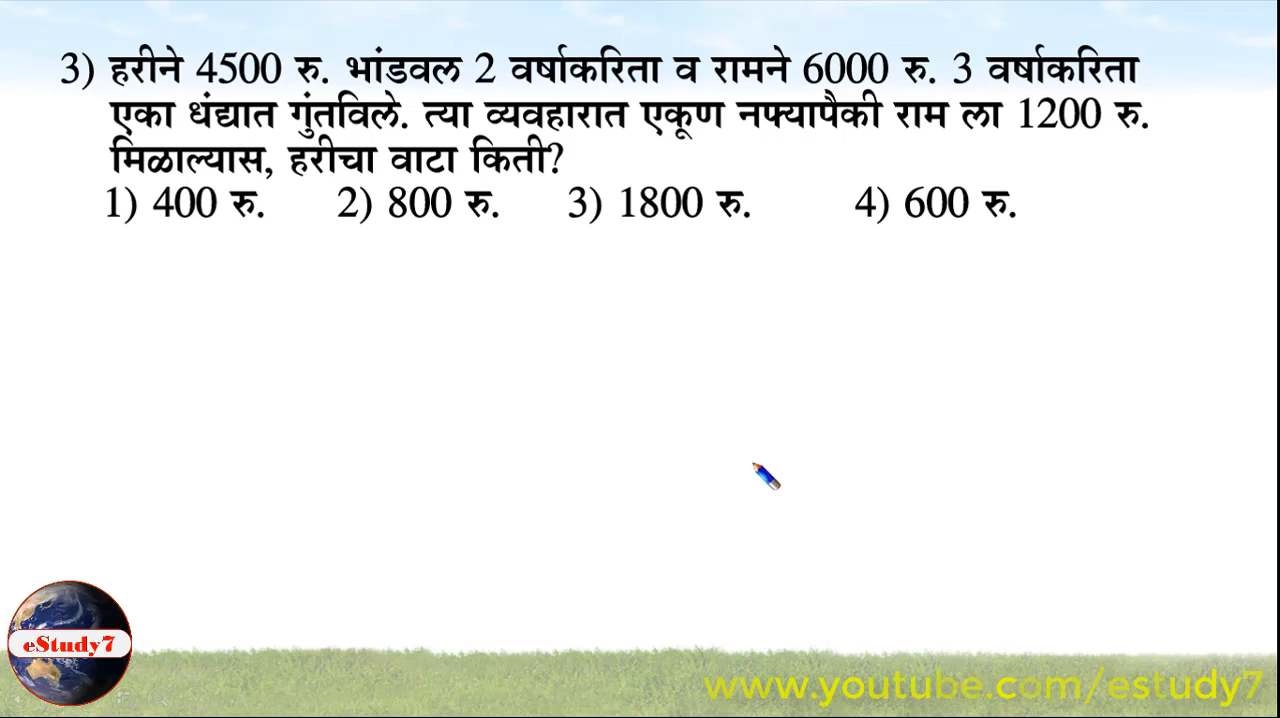 3) हरीने 4500 रु. भांडवल 2 वर्षाकरिता व रामने 6000 रु. 3 वर्षाकरिता
एका धंद्यात गुंतविले. त्या व्यवहारात एकूण नफ्यापैकी राम ला 1200 रु.
मिळाल्यास, हरीचा वाटा किती?
1) 400 रु. 2) 800 रु. 3) 1800 रु. 4) 600 रु.
eStudy7
www.youtube.com/estudy7